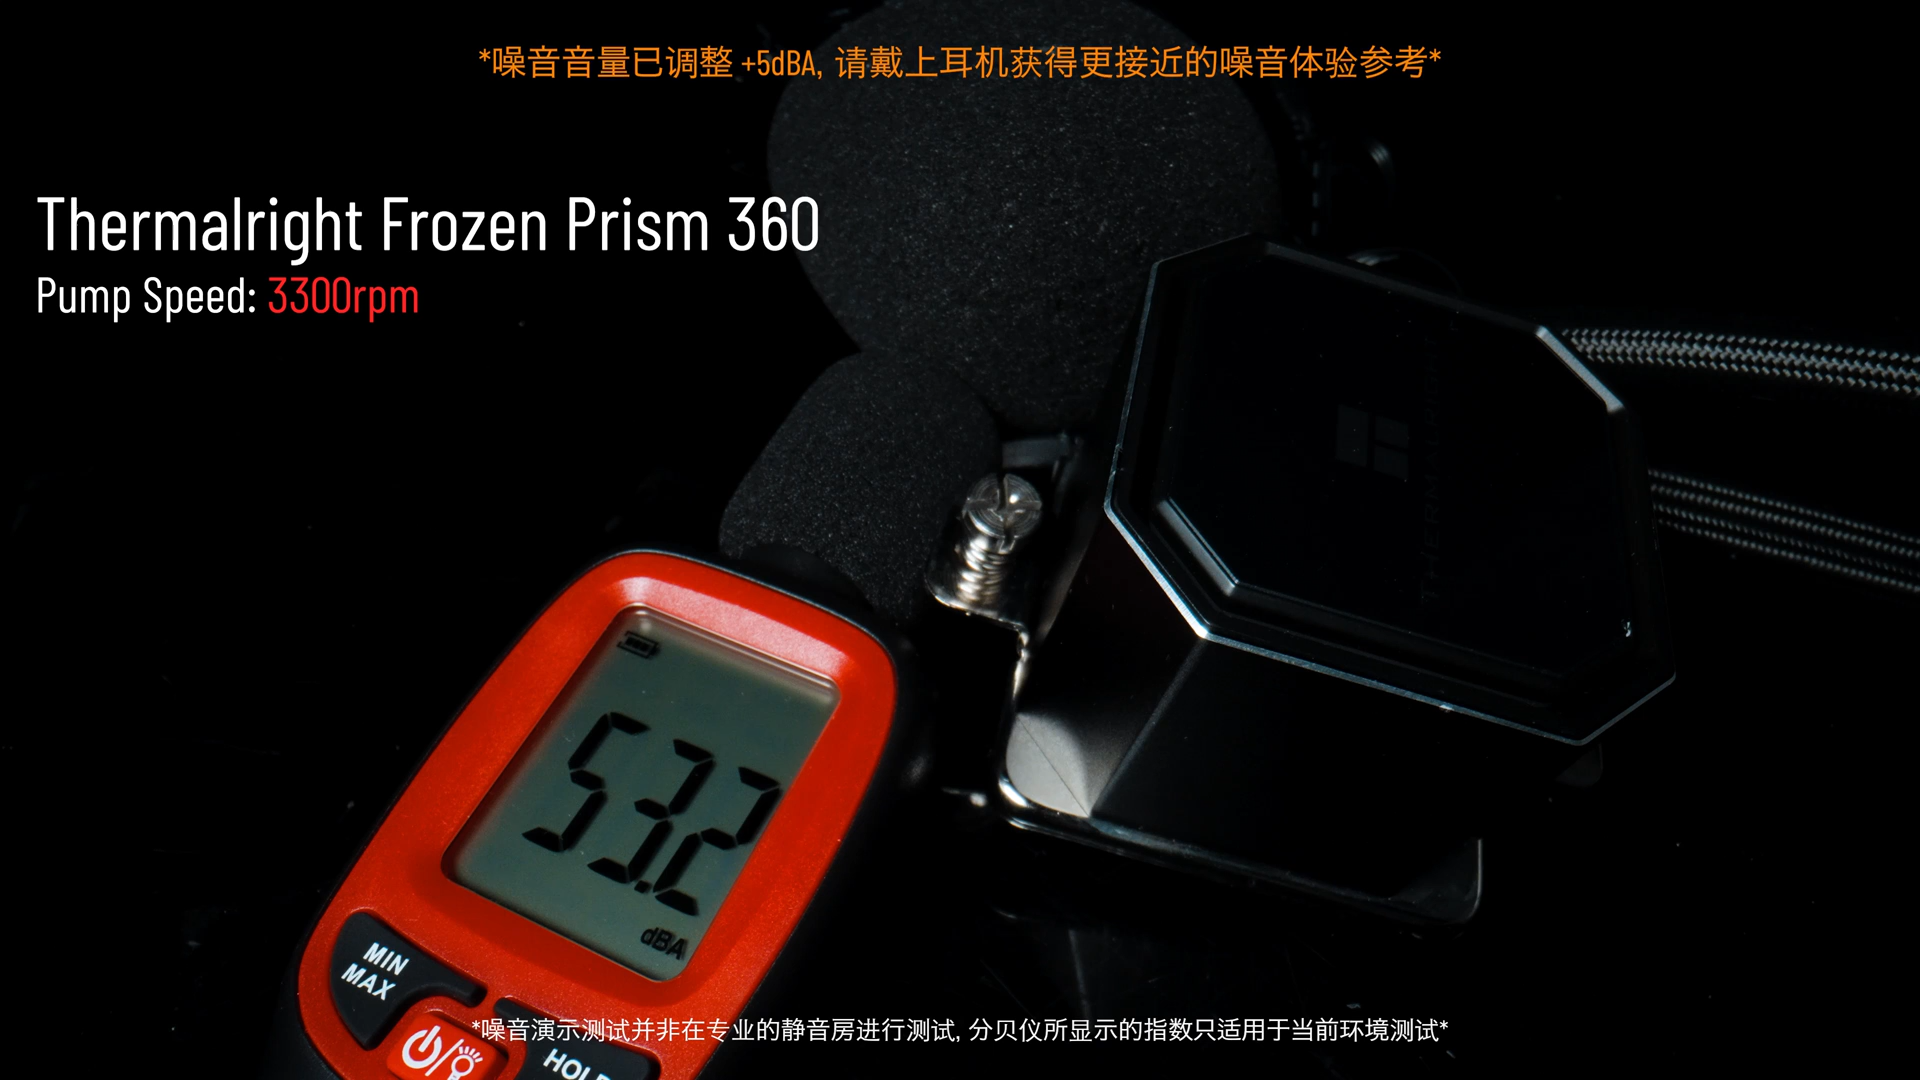 *噪音音量已调整 +5dBA, 请戴上耳机获得更接近的噪音体验参考*
Thermalright Frozen Prism 360
Pump Speed: 3300rpm
THERMALRIGHT
53.2
dBA
MIN
MAX
HOLD
*噪音演示测试并非在专业的静音房进行测试, 分贝仪所显示的指数只适用于当前环境测试*